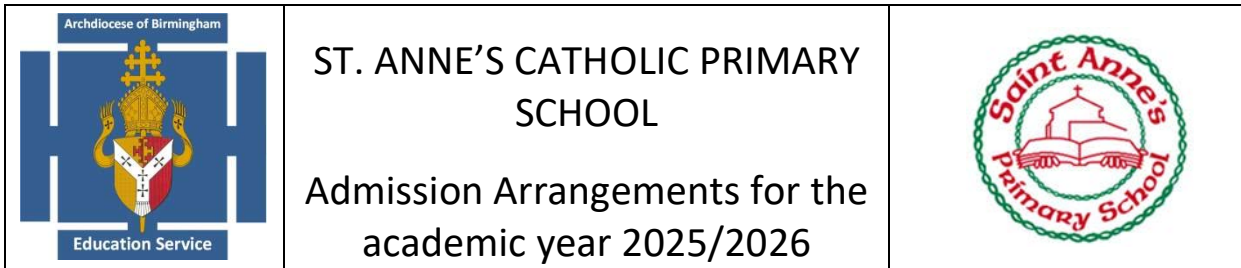 Archdiocese of Birmingham
Education Service
ST. ANNE’S CATHOLIC PRIMARY
SCHOOL
Admission Arrangements for the
academic year 2025/2026
Saint Anne's
Primary School